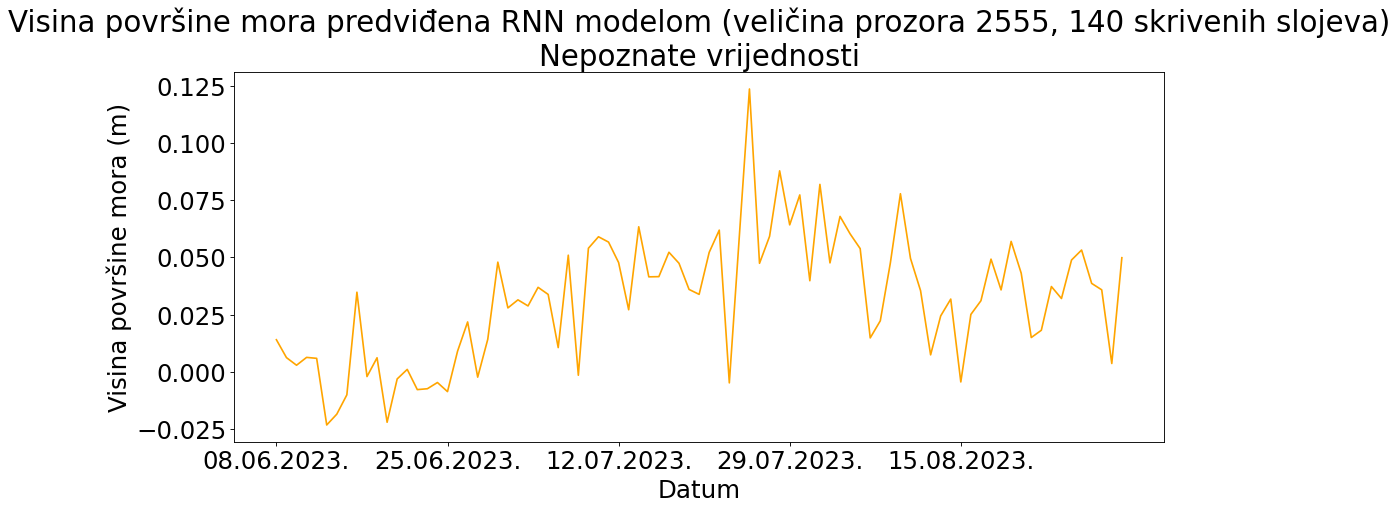 Visina površine mora predviđena RNN modelom (veličina prozora 2555, 140 skrivenih slojeva)
Nepoznate vrijednosti
Visina površine mora (m)
0.125
0.100
0.075
0.050
0.025
0.000
−0.025
08.06.2023. 25.06.2023. 12.07.2023. 29.07.2023. 15.08.2023.
Datum